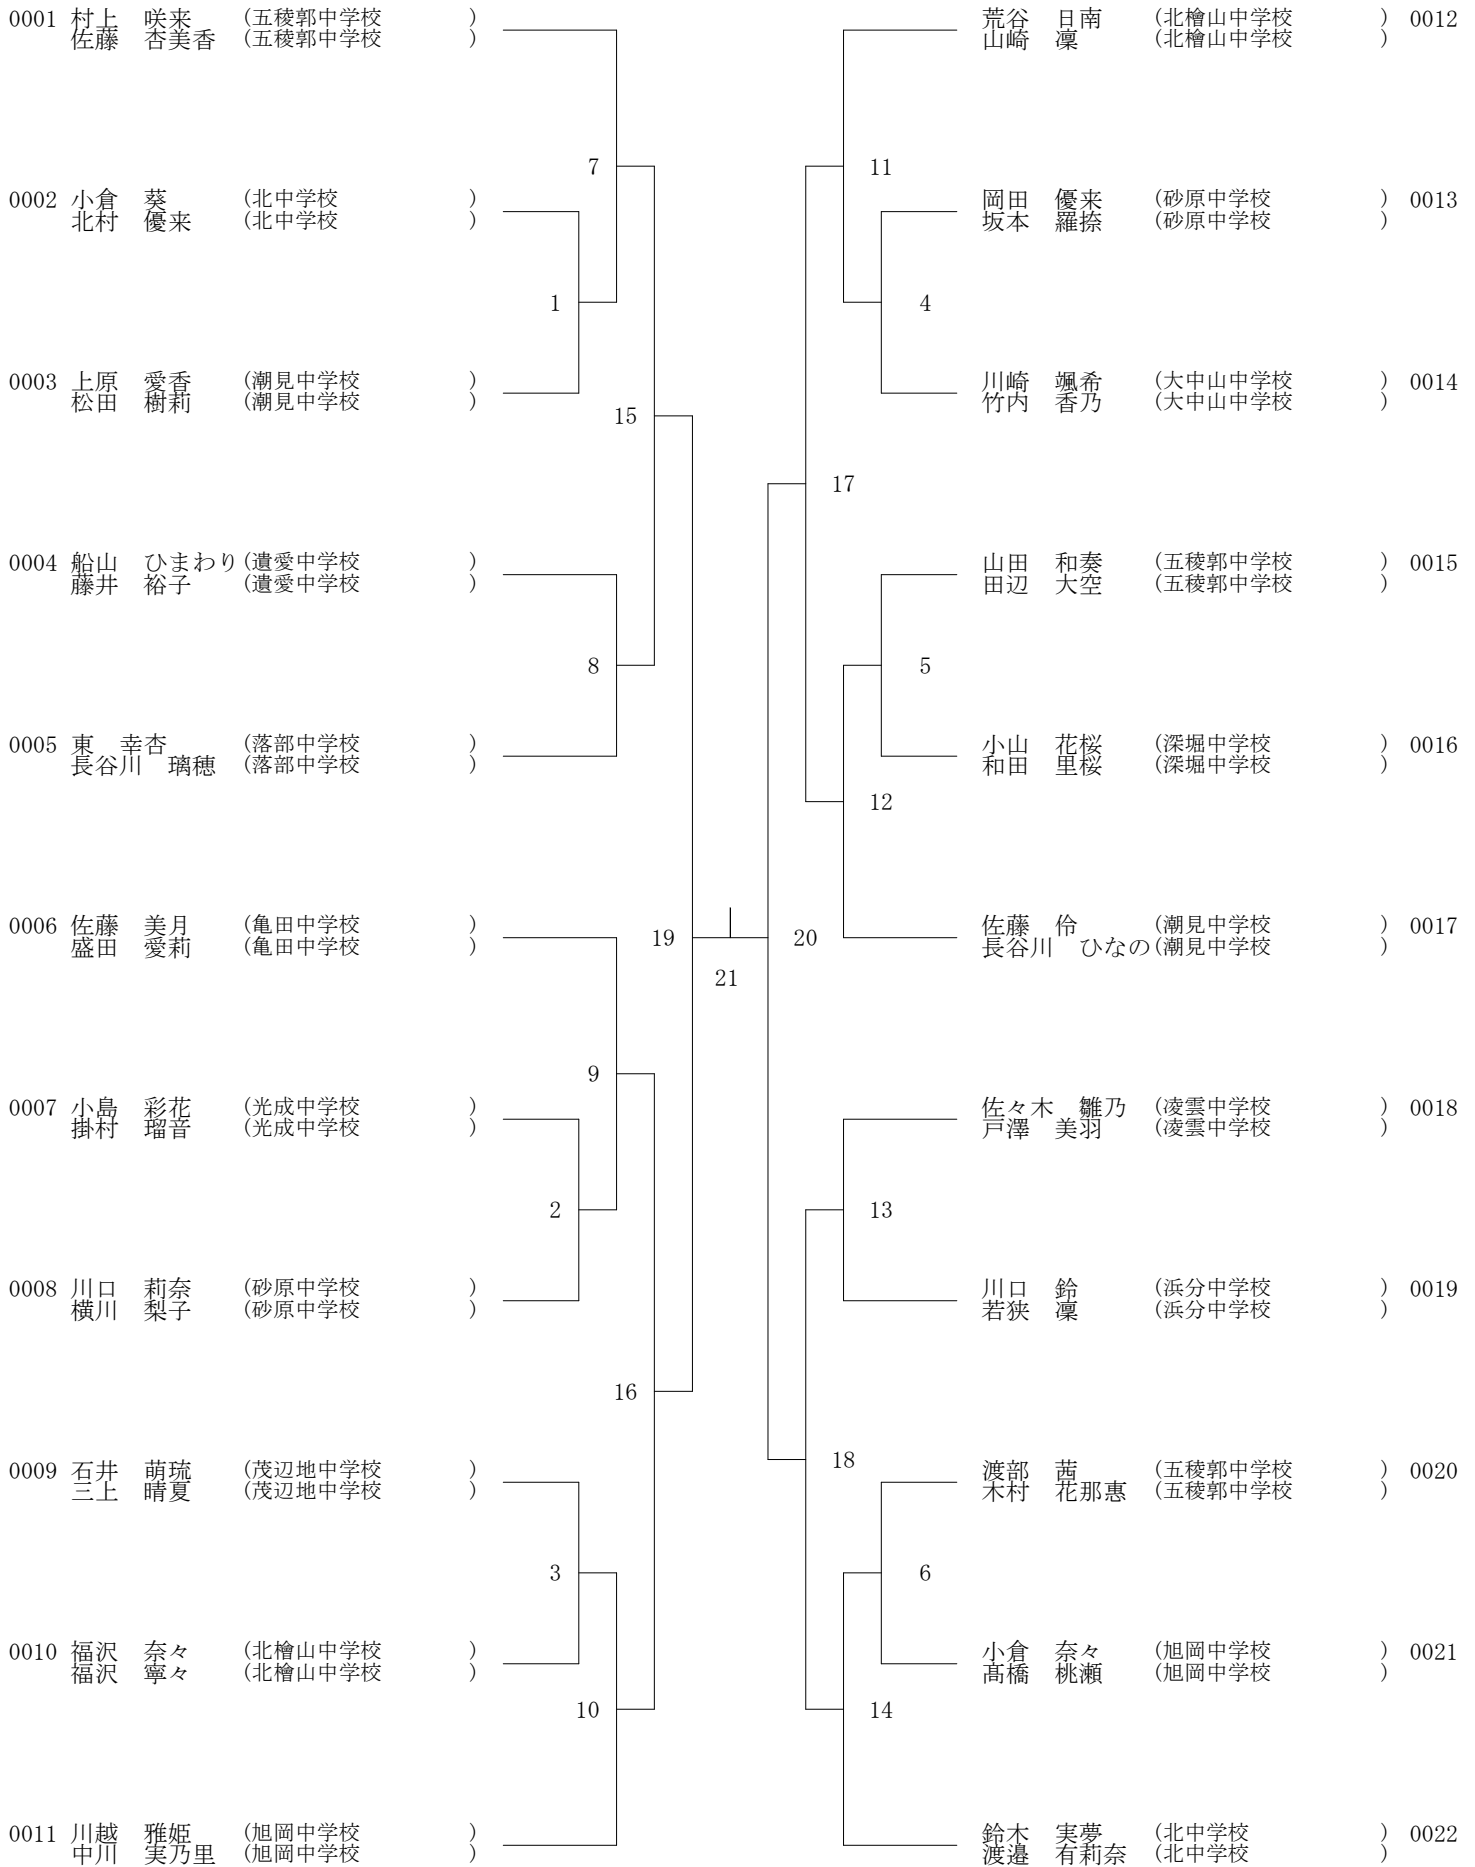 0001 村上　咲来　(五稜郭中学校　)
佐藤　杏美香　(五稜郭中学校　)
0002 小倉　葵　(北中学校　)
北村　優来　(北中学校　)
0003 上原　愛香　(潮見中学校　)
松田　樹莉　(潮見中学校　)
0004 船山　ひまわり(遺愛中学校　)
藤井　裕子　(遺愛中学校　)
0005 東　幸杏　(落部中学校　)
長谷川　璃穂　(落部中学校　)
0006 佐藤　美月　(亀田中学校　)
盛田　愛莉　(亀田中学校　)
0007 小島　彩花　(光成中学校　)
掛村　瑠音　(光成中学校　)
0008 川口　莉奈　(砂原中学校　)
横川　梨子　(砂原中学校　)
0009 石井　萌琉　(茂辺地中学校　)
三上　晴夏　(茂辺地中学校　)
0010 福沢　奈々　(北檜山中学校　)
福沢　寧々　(北檜山中学校　)
0011 川越　雅姫　(旭岡中学校　)
中川　実乃里　(旭岡中学校　)
7
1
15
8
19
9
2
16
3
10
21
11
4
17
5
12
20
13
18
6
14
荒谷　日南　(北檜山中学校　) 0012
山崎　凜　(北檜山中学校　)
岡田　優来　(砂原中学校　) 0013
坂本　羅捺　(砂原中学校　)
川崎　颯希　(大中山中学校　) 0014
竹内　香乃　(大中山中学校　)
山田　和奏　(五稜郭中学校　) 0015
田辺　大空　(五稜郭中学校　)
小山　花桜　(深堀中学校　) 0016
和田　里桜　(深堀中学校　)
佐藤　伶　(潮見中学校　) 0017
長谷川　ひなの(潮見中学校　)
佐々木　雛乃　(凌雲中学校　) 0018
戸澤　美羽　(凌雲中学校　)
川口　鈴　(浜分中学校　) 0019
若狭　凜　(浜分中学校　)
渡部　茜　(五稜郭中学校　) 0020
木村　花那惠　(五稜郭中学校　)
小倉　奈々　(旭岡中学校　) 0021
髙橋　桃瀬　(旭岡中学校　)
鈴木　実夢　(北中学校　) 0022
渡邉　有莉奈　(北中学校　)